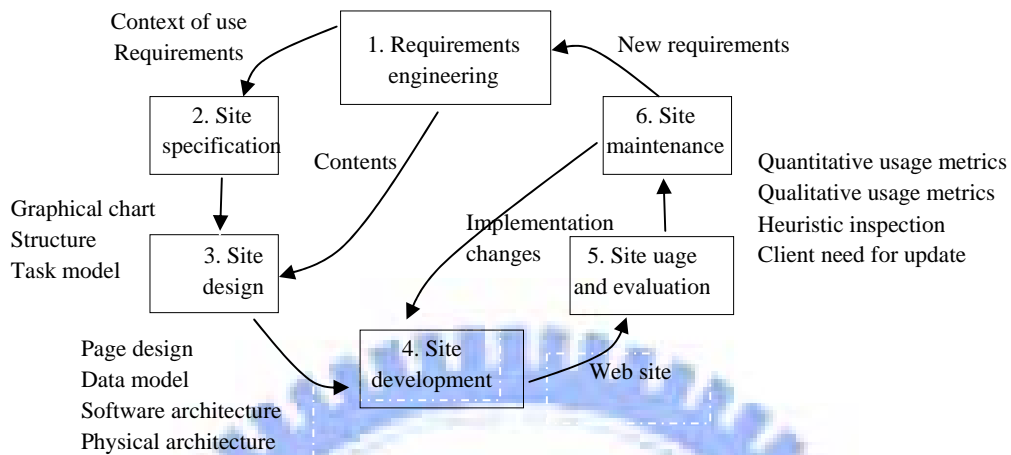 Context of use
Requirements
1. Requirements
engineering
New requirements
2. Site
specification
6. Site
maintenance
Contents
Quantitative usage metrics
Qualitative usage metrics
Heuristic inspection
Client need for update
Graphical chart
Structure
Task model
3. Site
design
Implementation
changes
5. Site uage
and evaluation
Page design
Data model
Software architecture
Physical architecture
4. Site
development
Web site